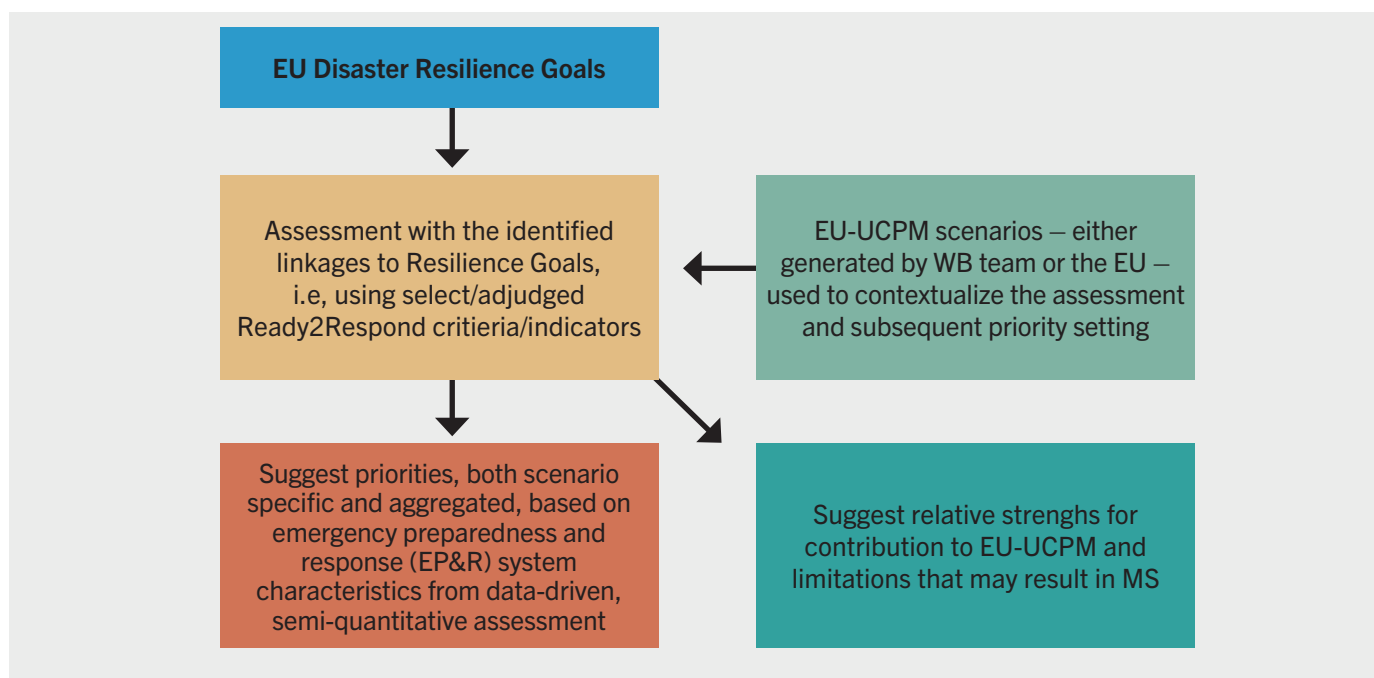 EU Disaster Resilience Goals
Assessment with the identified
linkages to Resilience Goals,
i.e, using select/adjudged
Ready2Respond critieria/indicators
EU-UCPM scenarios – either
generated by WB team or the EU –
used to contextualize the assessment
and subsequent priority setting
Suggest priorities, both scenario
specific and aggregated, based on
emergency preparedness and
response (EP&R) system
characteristics from data-driven,
semi-quantitative assessment
Suggest relative strenghs for
contribution to EU-UCPM and
limitations that may result in MS